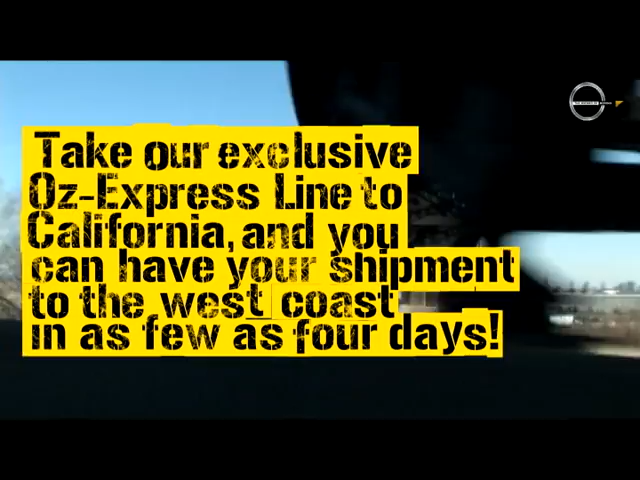 Take our exclusive
Oz-Express Line to
California, and you
can have your shipment
to the west coast
in as few as four days!